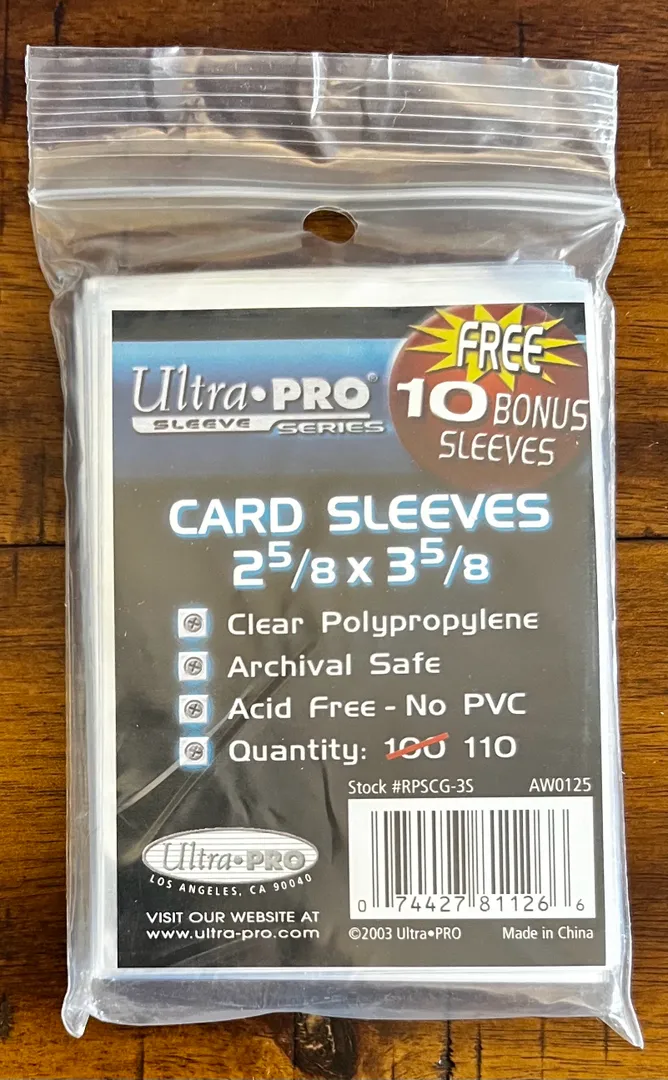 FREE
10 BONUS
SLEEVES
Ultra•PRO®
SLEEVE SERIES
CARD SLEEVES
2 5/8 x 3 5/8
Clear Polypropylene
Archival Safe
Acid Free - No PVC
Quantity: 100 110
Stock #RPSCG-3S AW0125
Ultra•PRO
LOS ANGELES, CA 90040
VISIT OUR WEBSITE AT
www.ultra-pro.com
0 74427 81126 6
©2003 Ultra•PRO Made in China